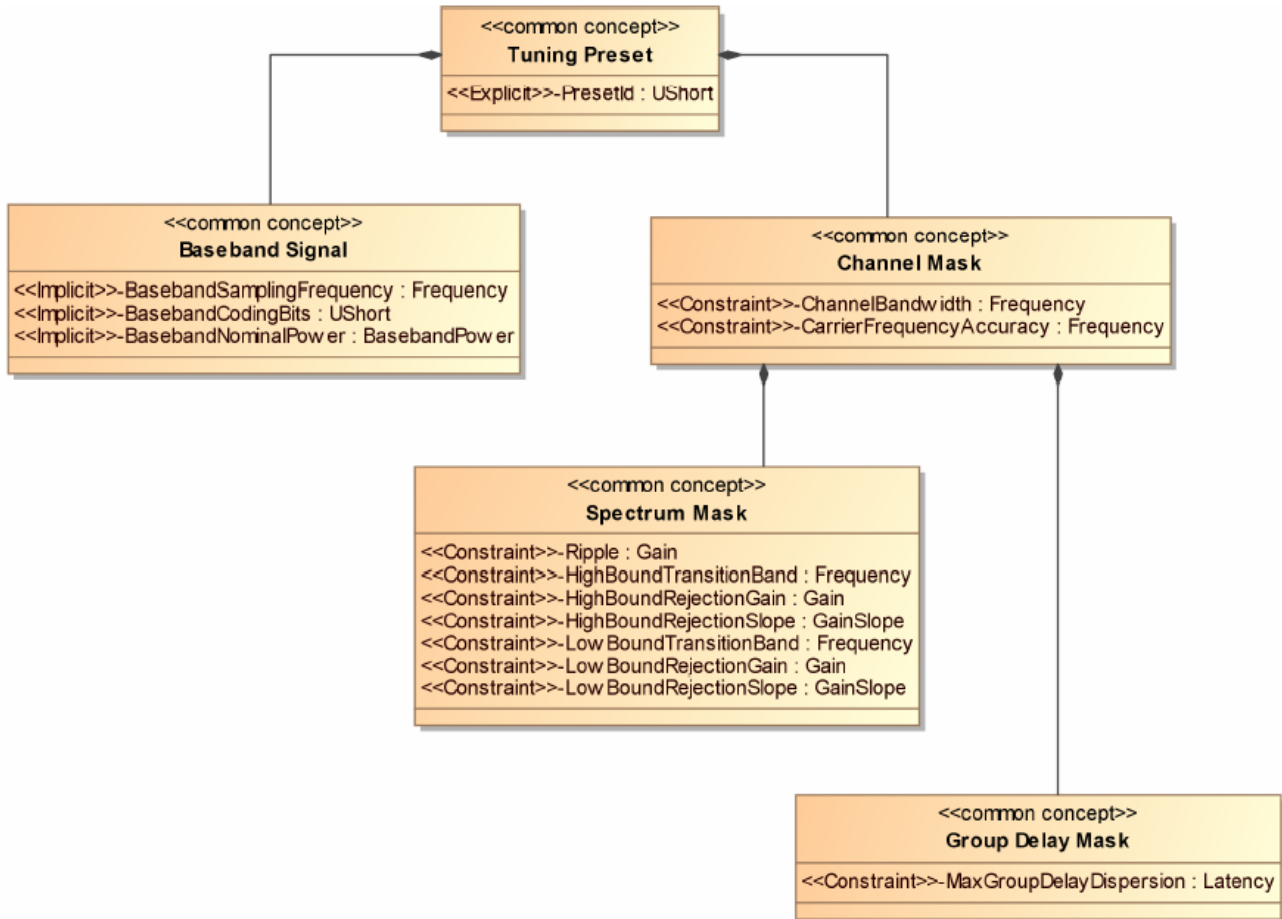 <<common concept>>
Tuning Preset
<<Explicit>>-PresetId : UShort
<<common concept>>
Baseband Signal
<<Implicit>>-BasebandSamplingFrequency : Frequency
<<Implicit>>-BasebandCodingBits : UShort
<<Implicit>>-BasebandNominalPower : BasebandPower
<<common concept>>
Channel Mask
<<Constraint>>-ChannelBandwidth : Frequency
<<Constraint>>-CarrierFrequencyAccuracy : Frequency
<<common concept>>
Spectrum Mask
<<Constraint>>-Ripple : Gain
<<Constraint>>-HighBoundTransitionBand : Frequency
<<Constraint>>-HighBoundRejectionGain : Gain
<<Constraint>>-HighBoundRejectionSlope : GainSlope
<<Constraint>>-LowBoundTransitionBand : Frequency
<<Constraint>>-LowBoundRejectionGain : Gain
<<Constraint>>-LowBoundRejectionSlope : GainSlope
<<common concept>>
Group Delay Mask
<<Constraint>>-MaxGroupDelayDispersion : Latency